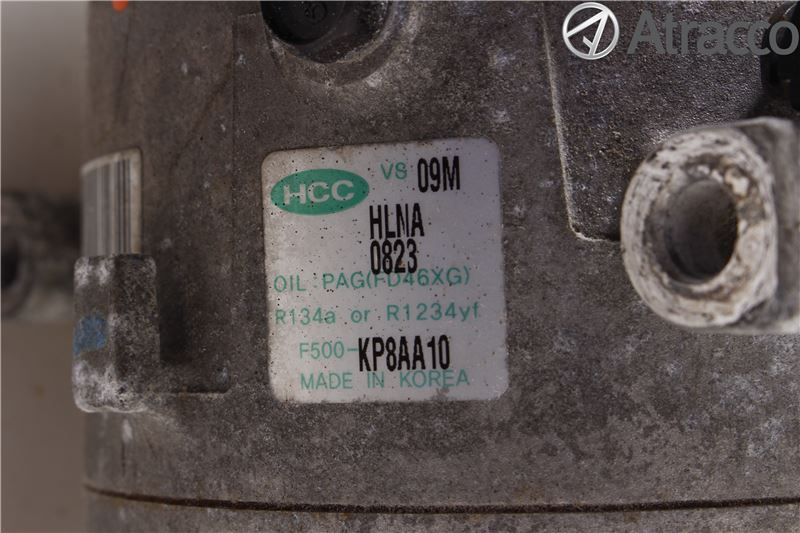 Atracco
HCC VS 09M
HLNA
0823
OIL : PAG(FD46XG)
R134a or R1234yf
F500-KP8AA10
MADE IN KOREA